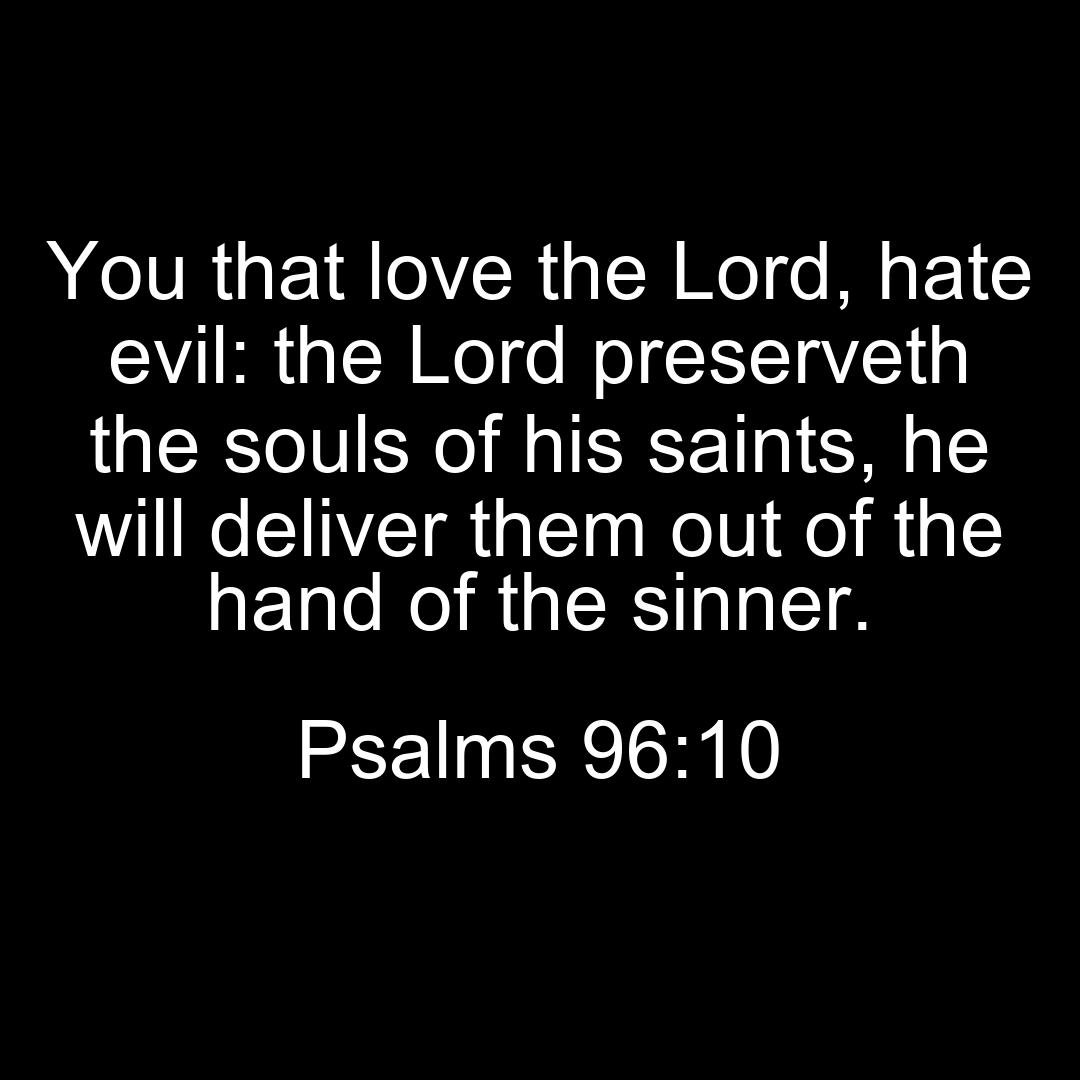 You that love the Lord, hate
evil: the Lord preserveth
the souls of his saints, he
will deliver them out of the
hand of the sinner.
Psalms 96:10